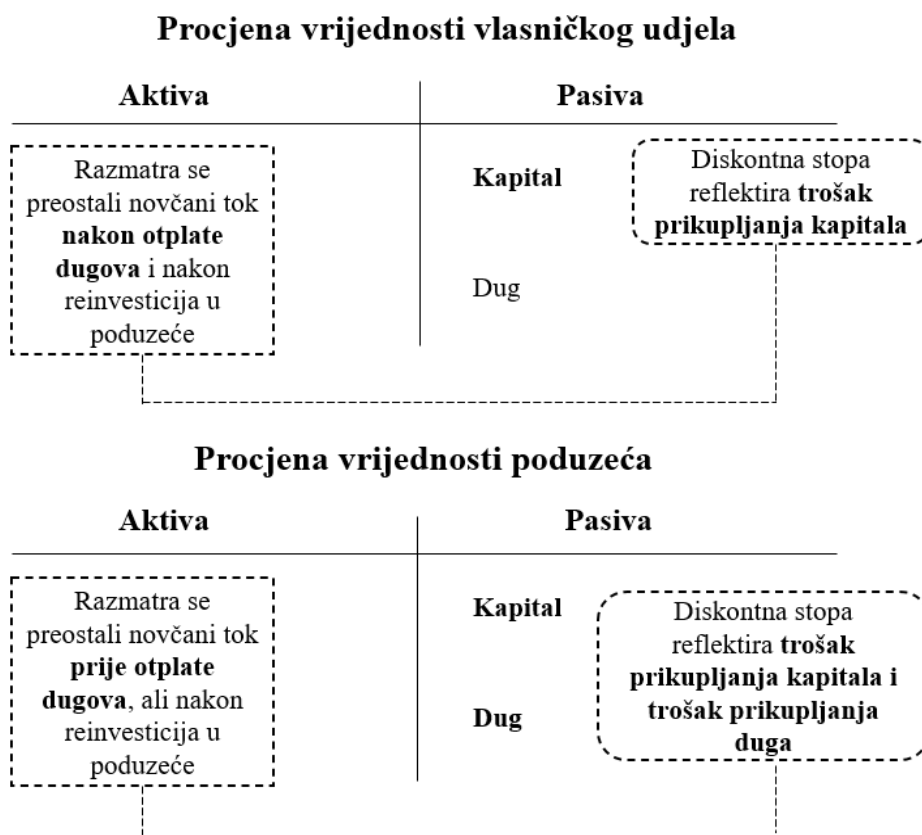 Procjena vrijednosti vlasničkog udjela
Aktiva
Pasiva
Razmatra se
preostali novčani tok
nakon otplate
dugova i nakon
reinvesticija u
poduzeće
Kapital
Dug
Diskontna stopa
reflektira trošak
prikupljanja kapitala
Procjena vrijednosti poduzeća
Aktiva
Pasiva
Razmatra se
preostali novčani tok
prije otplate
dugova, ali nakon
reinvesticija u
poduzeće
Kapital
Dug
Diskontna stopa
reflektira trošak
prikupljanja kapitala i
trošak prikupljanja
duga